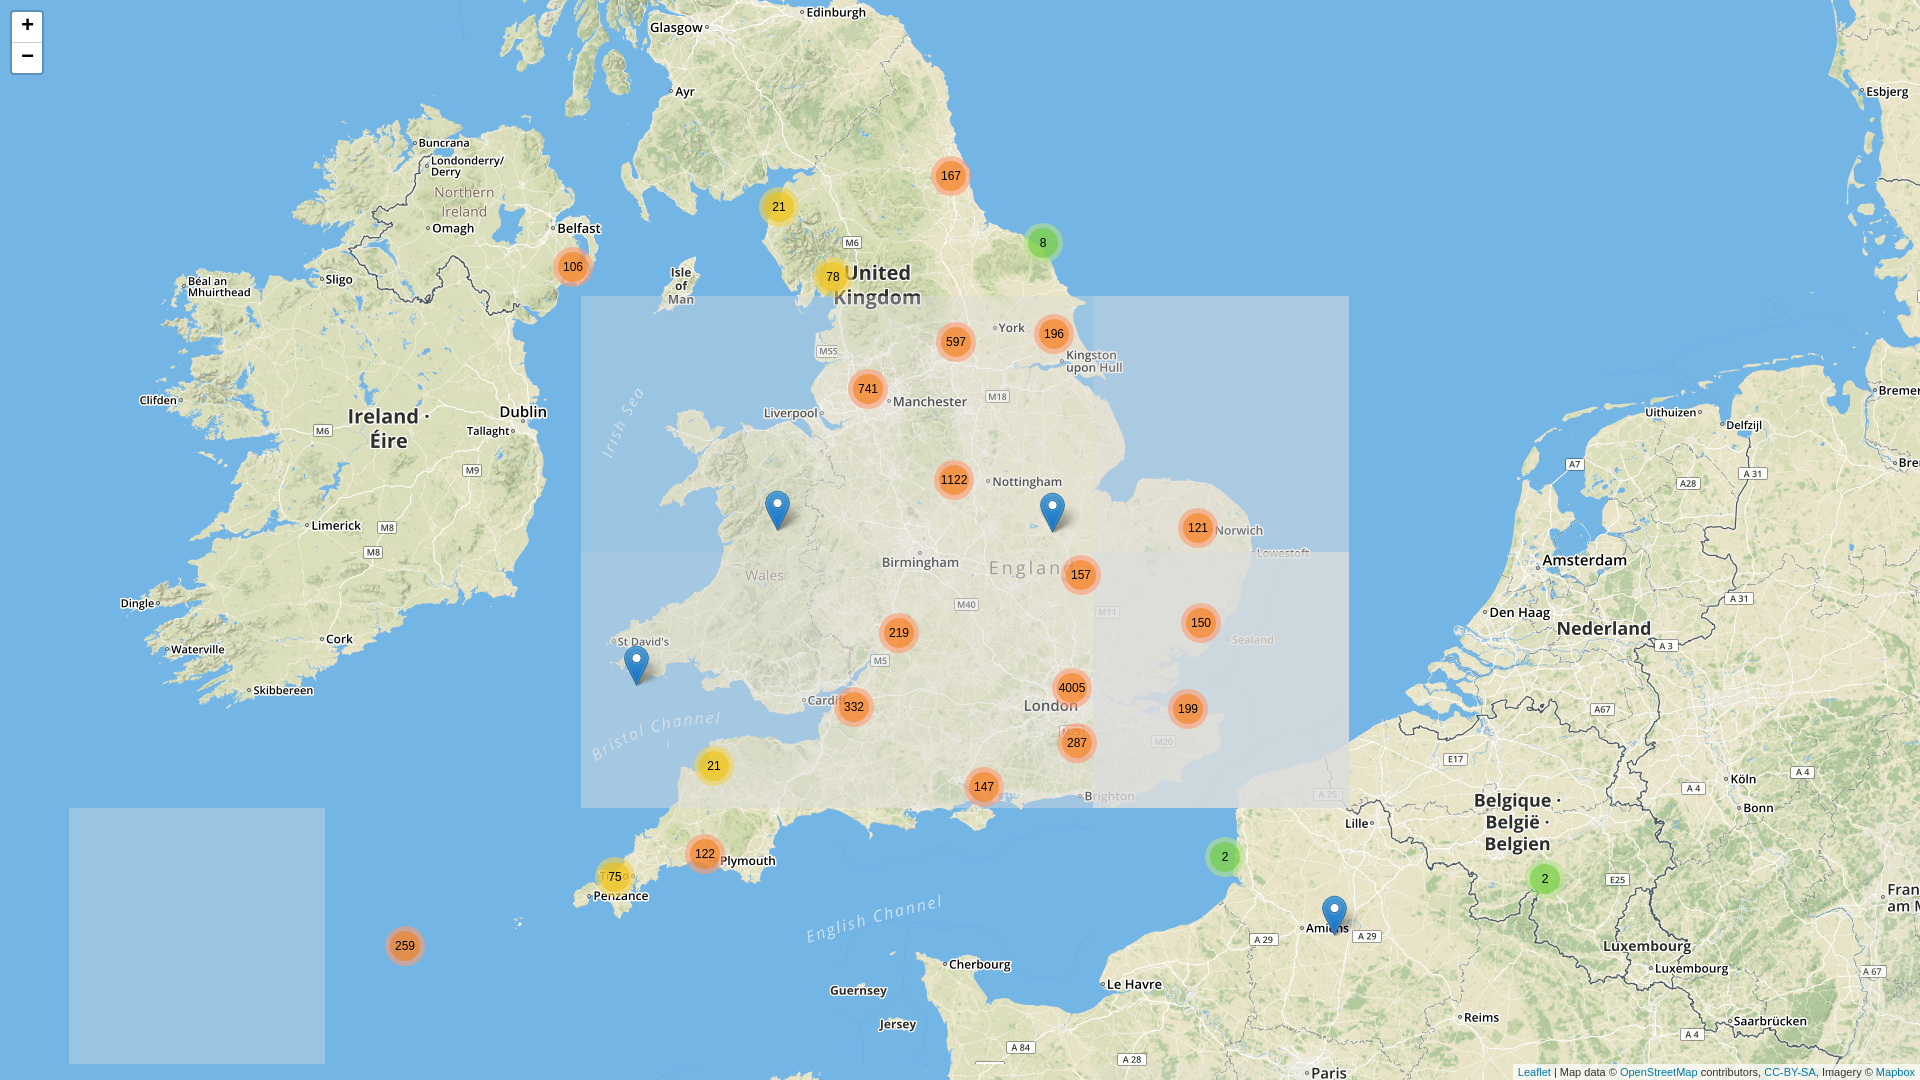 +
−
Edinburgh
Glasgow
Ayr
Esbjerg
Buncrana
Londonderry/
Derry
Northern
Ireland
Omagh
Belfast
167
21
8
M6
106
78
United
Kingdom
Isle
of
Man
Sligo
Béal an
Mhuirthead
York
196
597
M55
Kingston
upon Hull
741
M18
Manchester
Liverpool
Irish Sea
Clifden
Ireland ·
Éire
Dublin
Tallaght
M6
M9
Limerick
M8
M8
Dingle
Cork
Waterville
Skibbereen
1122
Nottingham
121
Norwich
Lowestoft
Birmingham
England
157
Wales
M40
M11
219
150
Sealand
St David's
M5
4005
London
199
Cardiff
332
Bristol Channel
287
M20
21
147
Brighton
A 25
122
Plymouth
75
Penzance
259
English Channel
Guernsey
Jersey
Cherbourg
Le Havre
2
Amiens
A 29
A 29
A 84
A 28
Paris
Reims
Lille
E17
Belgique ·
België ·
Belgien
2
E25
Luxembourg
Luxembourg
Saarbrücken
A 4
A 67
Fran
am M
Köln
Bonn
A 4
A 4
A67
A 3
Nederland
Den Haag
Amsterdam
A 31
A 31
A28
A7
Uithuizen
Delfzijl
Bremer
Bre
Leaflet | Map data © OpenStreetMap contributors, CC-BY-SA, Imagery © Mapbox